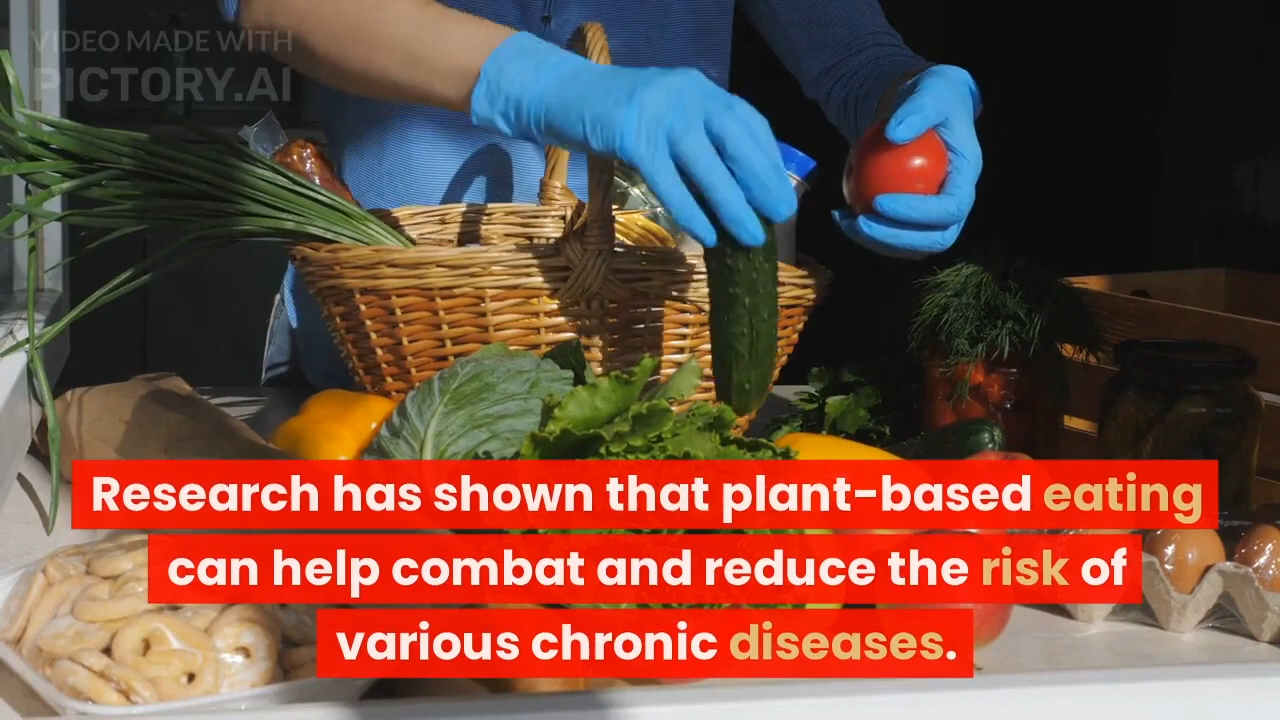 VIDEO MADE WITH
PICTORY.AI
Research has shown that plant-based eating
can help combat and reduce the risk of
various chronic diseases.